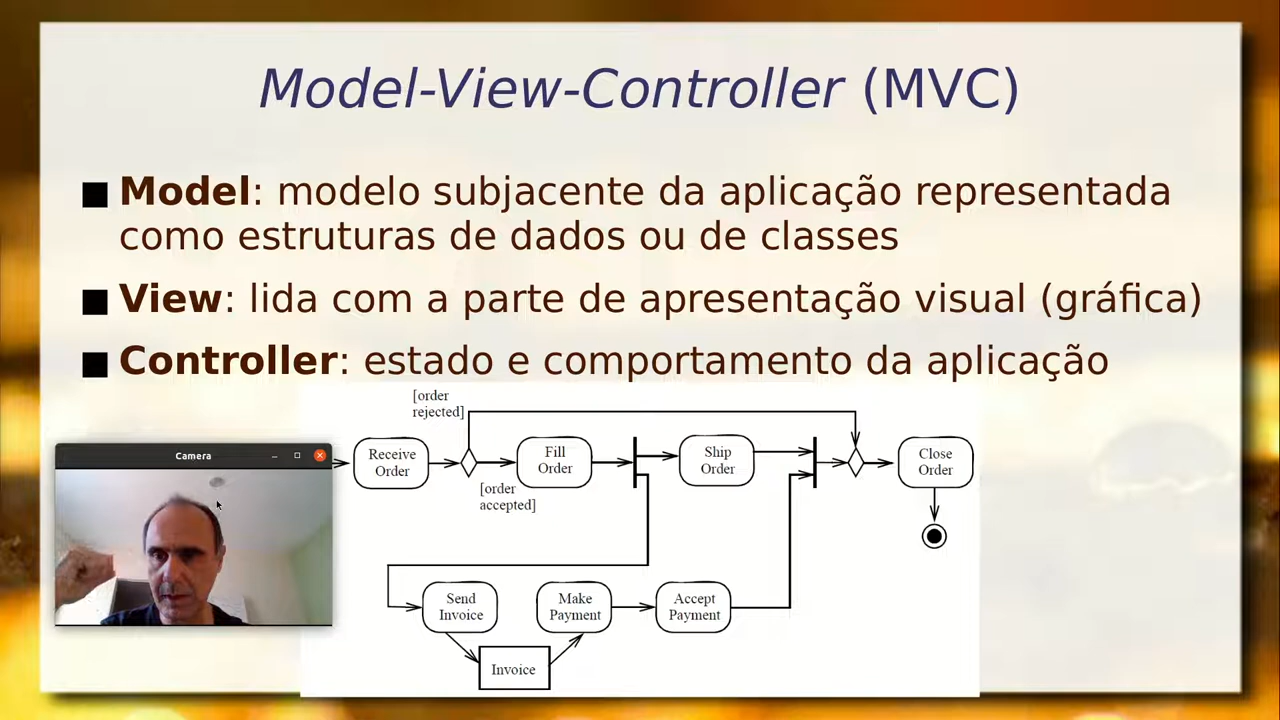 Model-View-Controller (MVC)
Model: modelo subjacente da aplicação representada
como estruturas de dados ou de classes
View: lida com a parte de apresentação visual (gráfica)
Controller: estado e comportamento da aplicação
[order
rejected]
Receive
Order
Fill
Order
Ship
Order
Close
Order
[order
accepted]
Camera
Send
Invoice
Make
Payment
Accept
Payment
Invoice